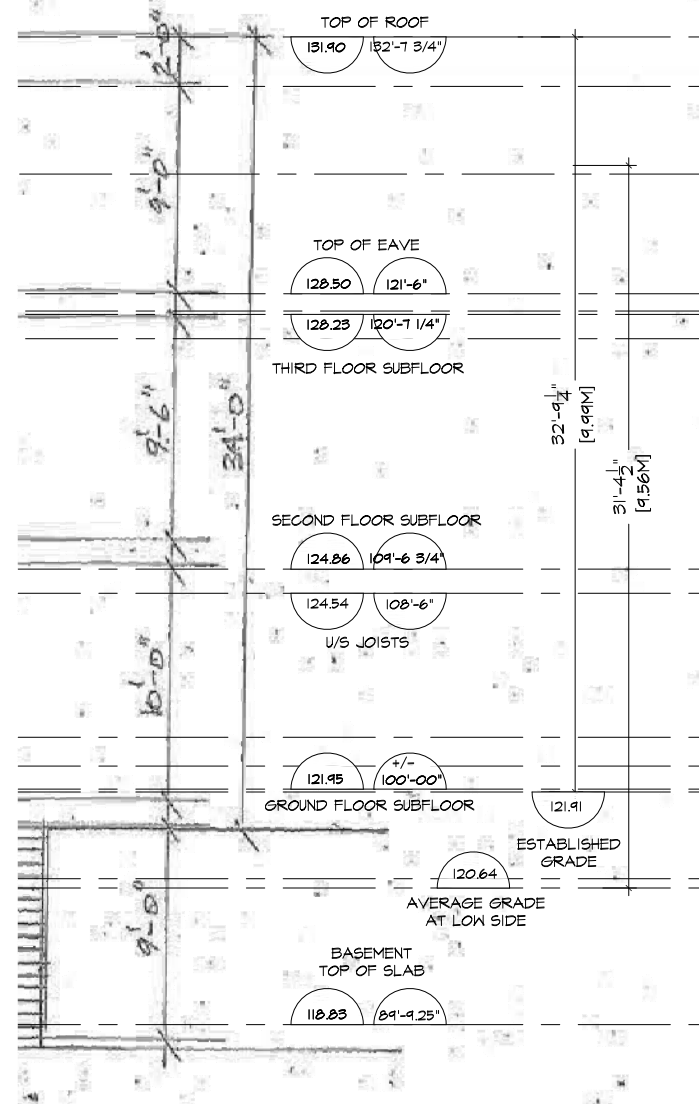 TOP OF ROOF
131.90 132'-7 3/4"
2'-0"
9'-0"
TOP OF EAVE
128.50 121'-6"
128.23 120'-7 1/4"
THIRD FLOOR SUBFLOOR
9'-6"
34'-0"
32'-9 1/4"
[9.99M]
31'-4 1/2"
[9.56M]
SECOND FLOOR SUBFLOOR
124.86 109'-6 3/4"
124.54 108'-6"
U/S JOISTS
10'-0"
+/-
121.95 100'-00"
GROUND FLOOR SUBFLOOR
121.91
ESTABLISHED
GRADE
120.64
AVERAGE GRADE
AT LOW SIDE
9'-0"
BASEMENT
TOP OF SLAB
118.83 89'-9.25"